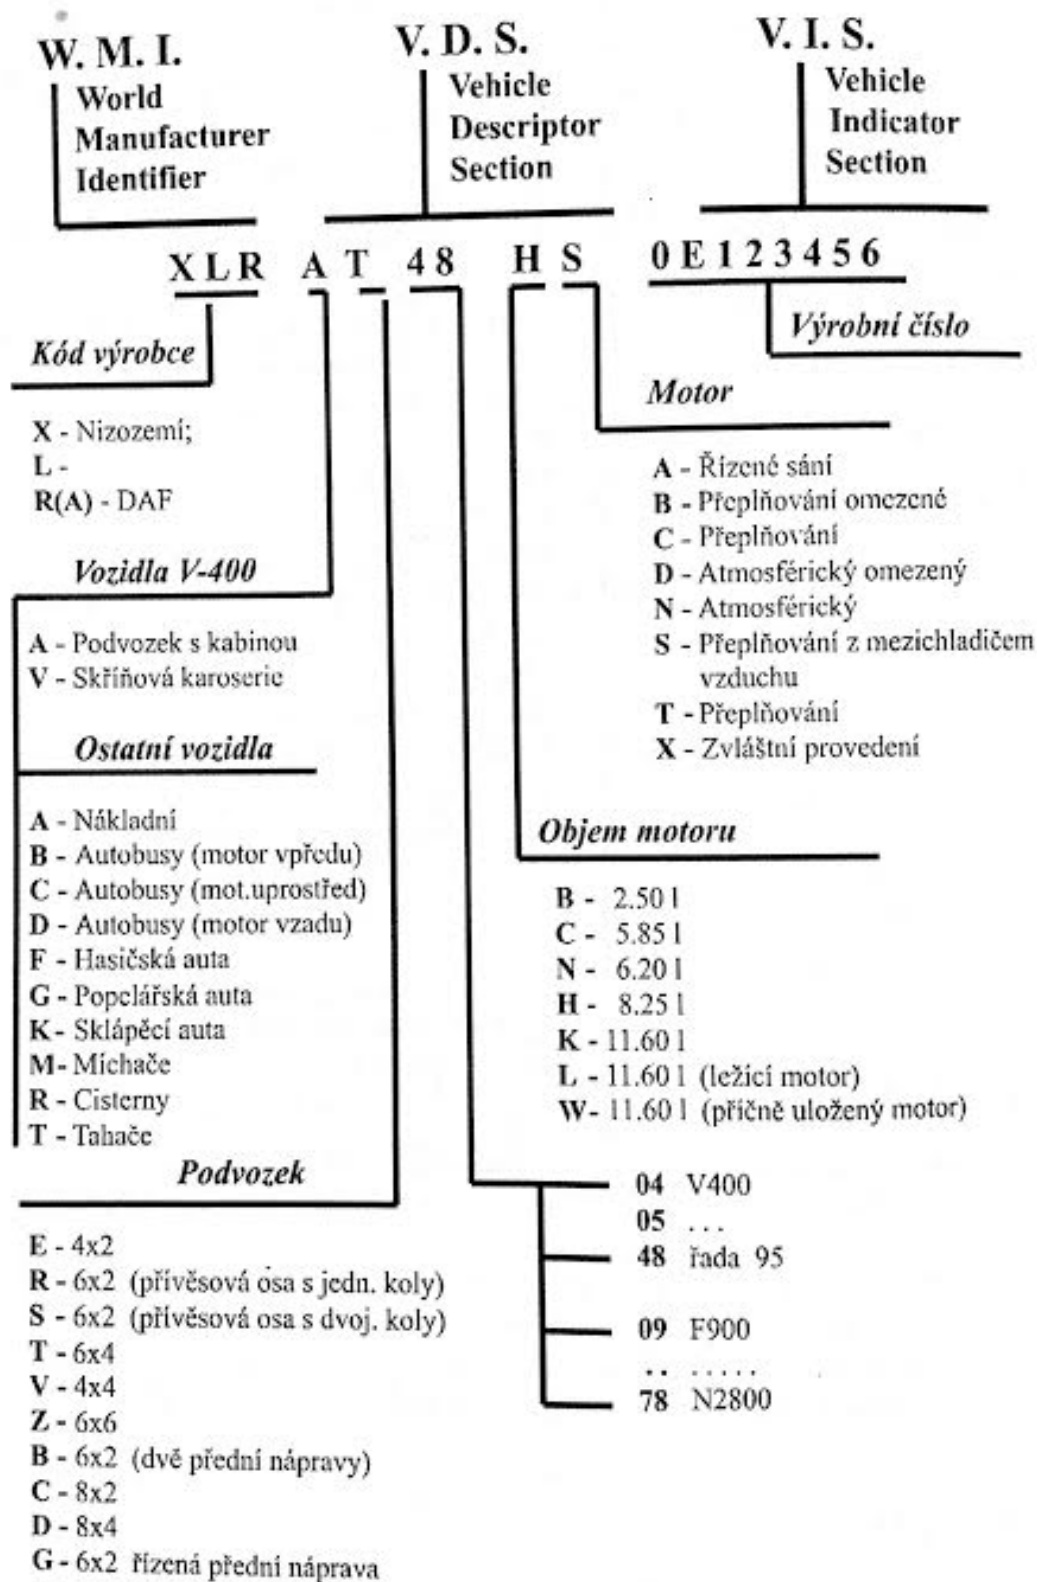 W. M. I.
World
Manufacturer
Identifier
V. D. S.
Vehicle
Descriptor
Section
V. I. S.
Vehicle
Indicator
Section
XLR A T 48 H S 0E123456
Kód výrobce
X - Nizozemí;
L -
R(A) - DAF
Vozidla V-400
A - Podvozek s kabinou
V - Skříňová karoserie
Ostatní vozidla
A - Nákladní
B - Autobusy (motor vpředu)
C - Autobusy (mot.uprostřed)
D - Autobusy (motor vzadu)
F - Hasičská auta
G - Popelářská auta
K - Sklápěcí auta
M- Míchače
R - Cisterny
T - Tahače
Podvozek
E - 4x2
R - 6x2 (přívěsová osa s jedn. koly)
S - 6x2 (přívěsová osa s dvoj. koly)
T - 6x4
V - 4x4
Z - 6x6
B - 6x2 (dvě přední nápravy)
C - 8x2
D - 8x4
G - 6x2 řízená přední náprava
Výrobní číslo
Motor
A - Řízené sání
B - Přeplňování omezené
C - Přeplňování
D - Atmosférický omezený
N - Atmosférický
S - Přeplňování z mezichladičem
vzduchu
T - Přeplňování
X - Zvláštní provedení
Objem motoru
B - 2.50 l
C - 5.85 l
N - 6.20 l
H - 8.25 l
K - 11.60 l
L - 11.60 l (ležící motor)
W- 11.60 l (příčně uložený motor)
04 V400
05 ...
48 řada 95
09 F900
.. .....
78 N2800